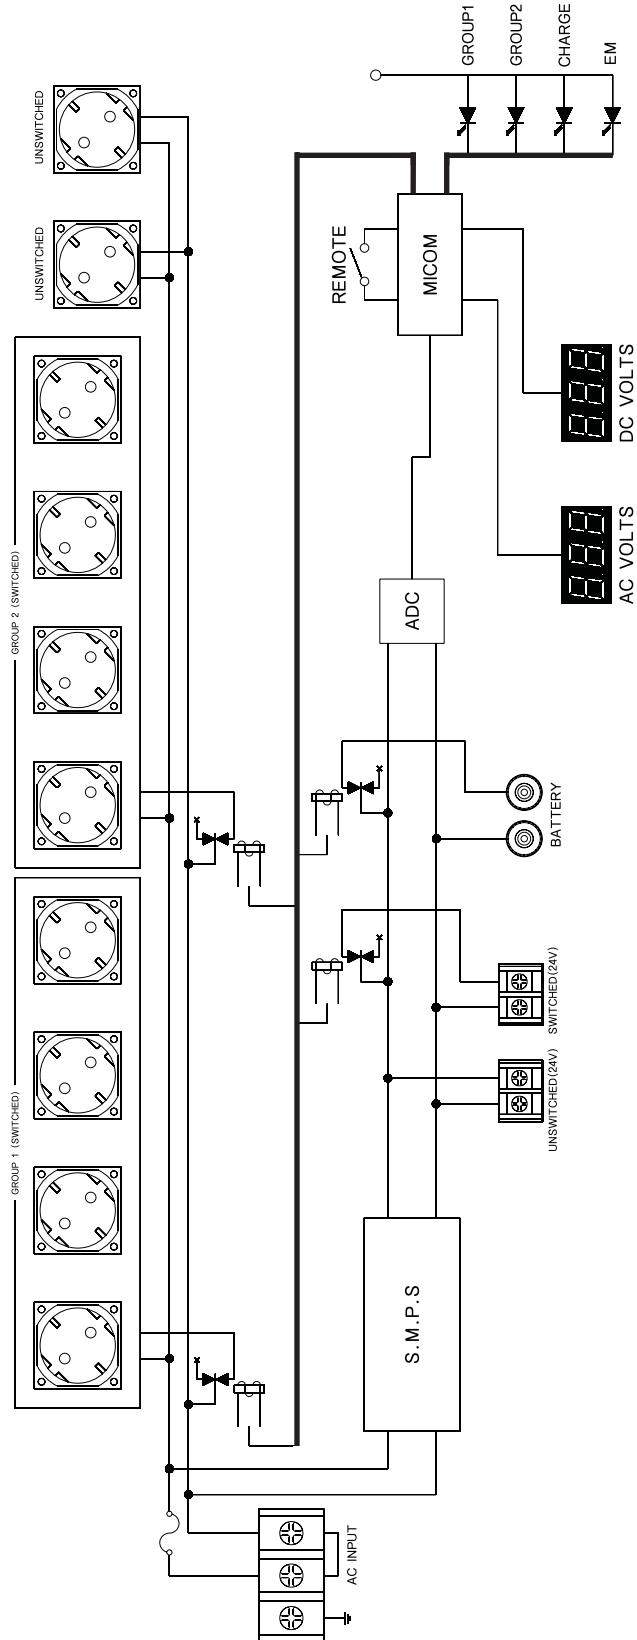 UNSWITCHED
UNSWITCHED
GROUP 2 (SWITCHED)
GROUP 1 (SWITCHED)
GROUP1
GROUP2
CHARGE
EM
REMOTE
MICOM
DC VOLTS
AC VOLTS
ADC
BATTERY
SWITCHED(24V)
UNSWITCHED(24V)
S.M.P.S
AC INPUT